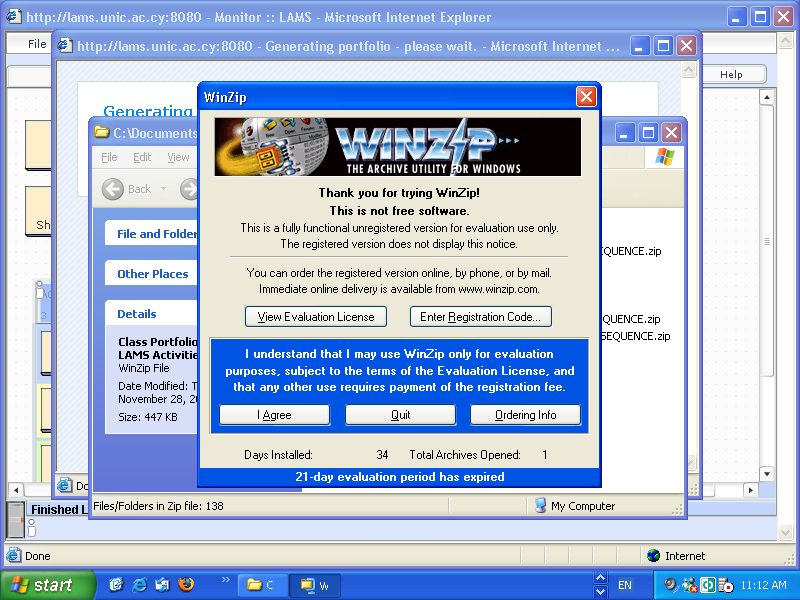 http://lams.unic.ac.cy:8080 - Monitor :: LAMS - Microsoft Internet Explorer
File
http://lams.unic.ac.cy:8080 - Generating portfolio - please wait. - Microsoft Internet ...
Help
Generating
WinZip
C:\Documents
File Edit View
Back
WINZIP
THE ARCHIVE UTILITY FOR WINDOWS
Thank you for trying WinZip!
This is not free software.
This is a fully functional unregistered version for evaluation use only.
The registered version does not display this notice.
You can order the registered version online, by phone, or by mail.
Immediate online delivery is available from www.winzip.com.
View Evaluation License
Enter Registration Code...
I understand that I may use WinZip only for evaluation
purposes, subject to the terms of the Evaluation License, and
that any other use requires payment of the registration fee.
I Agree
Quit
Ordering Info
Days Installed: 34 Total Archives Opened: 1
21-day evaluation period has expired
File and Folder
Other Places
Details
Class Portfolio
LAMS Activitie
WinZip File
Date Modified: T
November 28, 2
Size: 447 KB
EQUENCE.zip
QUENCE.zip
SEQUENCE.zip
Sh
Do
Files/Folders in Zip file: 138
My Computer
Finished L
Done
Internet
start
C
W
EN
11:12 AM